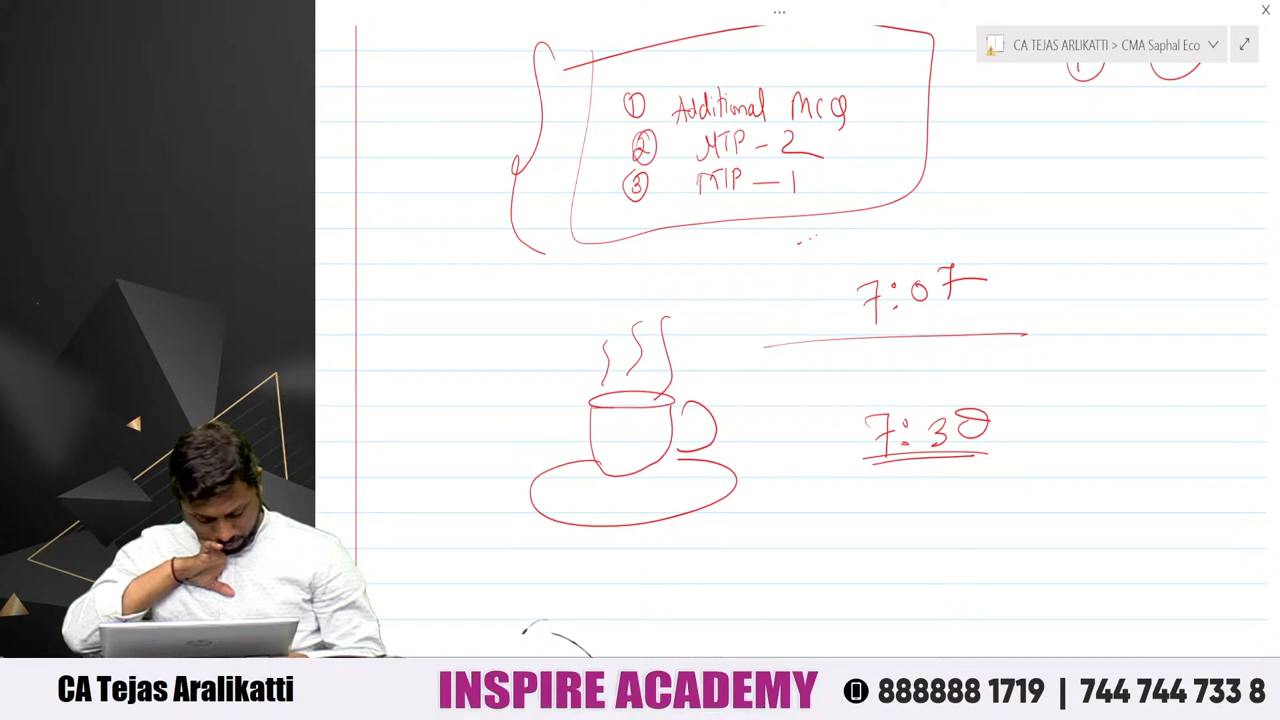 ...
X
CA TEJAS ARLIKATTI > CMA Saphal Eco
① Additional MCQ
② MTP - 2
③ MTP - 1
7:07
7:30
CA Tejas Aralikatti
INSPIRE ACADEMY
888888 1719 | 744 744 733 8